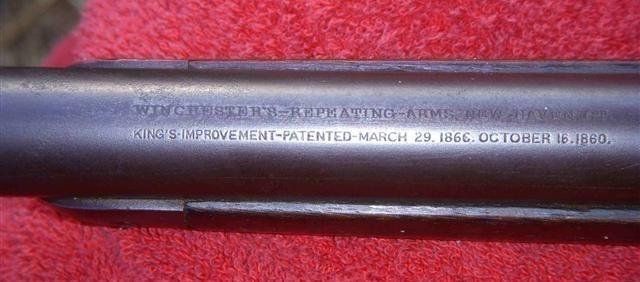 WINCHESTER'S-REPEATING-ARMS. NEW HAVEN. CT.
KING'S-IMPROVEMENT-PATENTED-MARCH 29. 1866. OCTOBER 16. 1860.